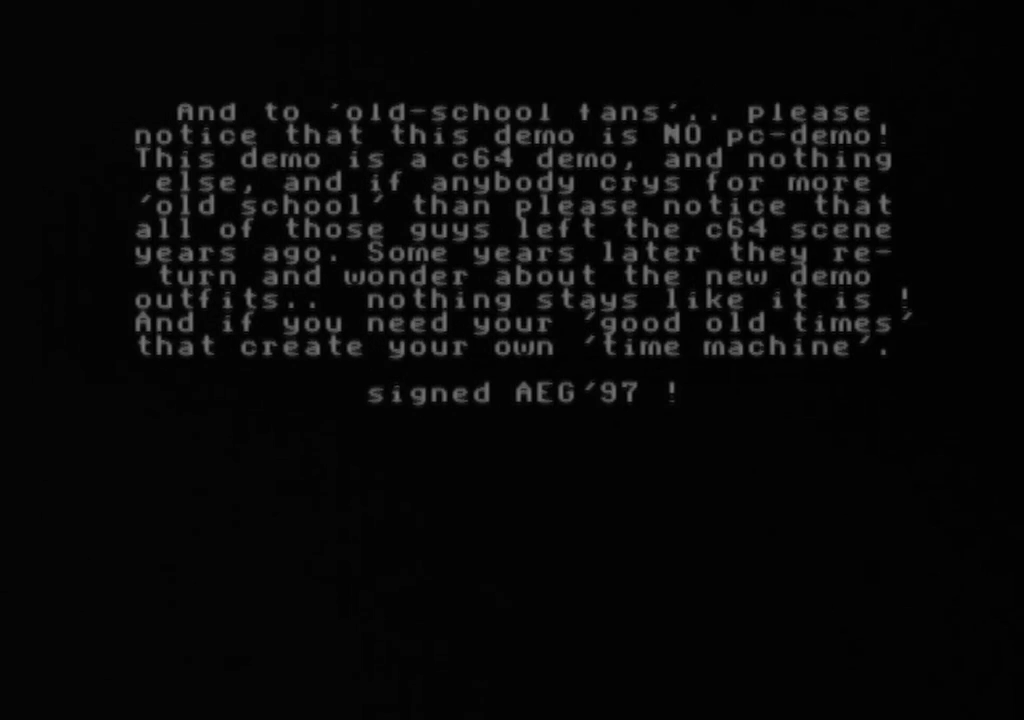 And to 'old-school fans'.. please
notice that this demo is NO pc-demo!
This demo is a c64 demo, and nothing
else, and if anybody crys for more
'old school' than please notice that
all of those guys left the c64 scene
years ago. Some years later they re-
turn and wonder about the new demo
outfits.. nothing stays like it is !
And if you need your 'good old times'
that create your own 'time machine'.
signed AEG'97 !